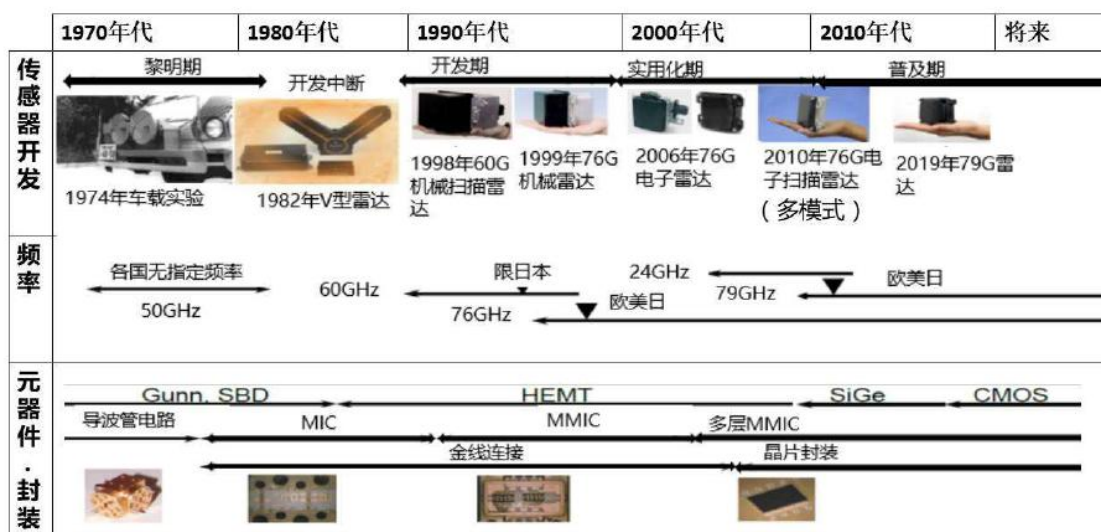 1970年代 1980年代 1990年代 2000年代 2010年代 将来
传感器开发
黎明期 开发中断 开发期 实用化期 普及期
1974年车载实验
1982年V型雷达
1998年60G
机械扫描雷
达
1999年76G
机械雷达
2006年76G
电子雷达
2010年76G电
子扫描雷达
（多模式）
2019年79G雷
达
频率
各国无指定频率
50GHz
60GHz
限日本
76GHz
欧美日
24GHz
79GHz
欧美日
元器件·封装
Gunn, SBD HEMT SiGe CMOS
导波管电路 MIC MMIC 多层MMIC
金线连接 晶片封装